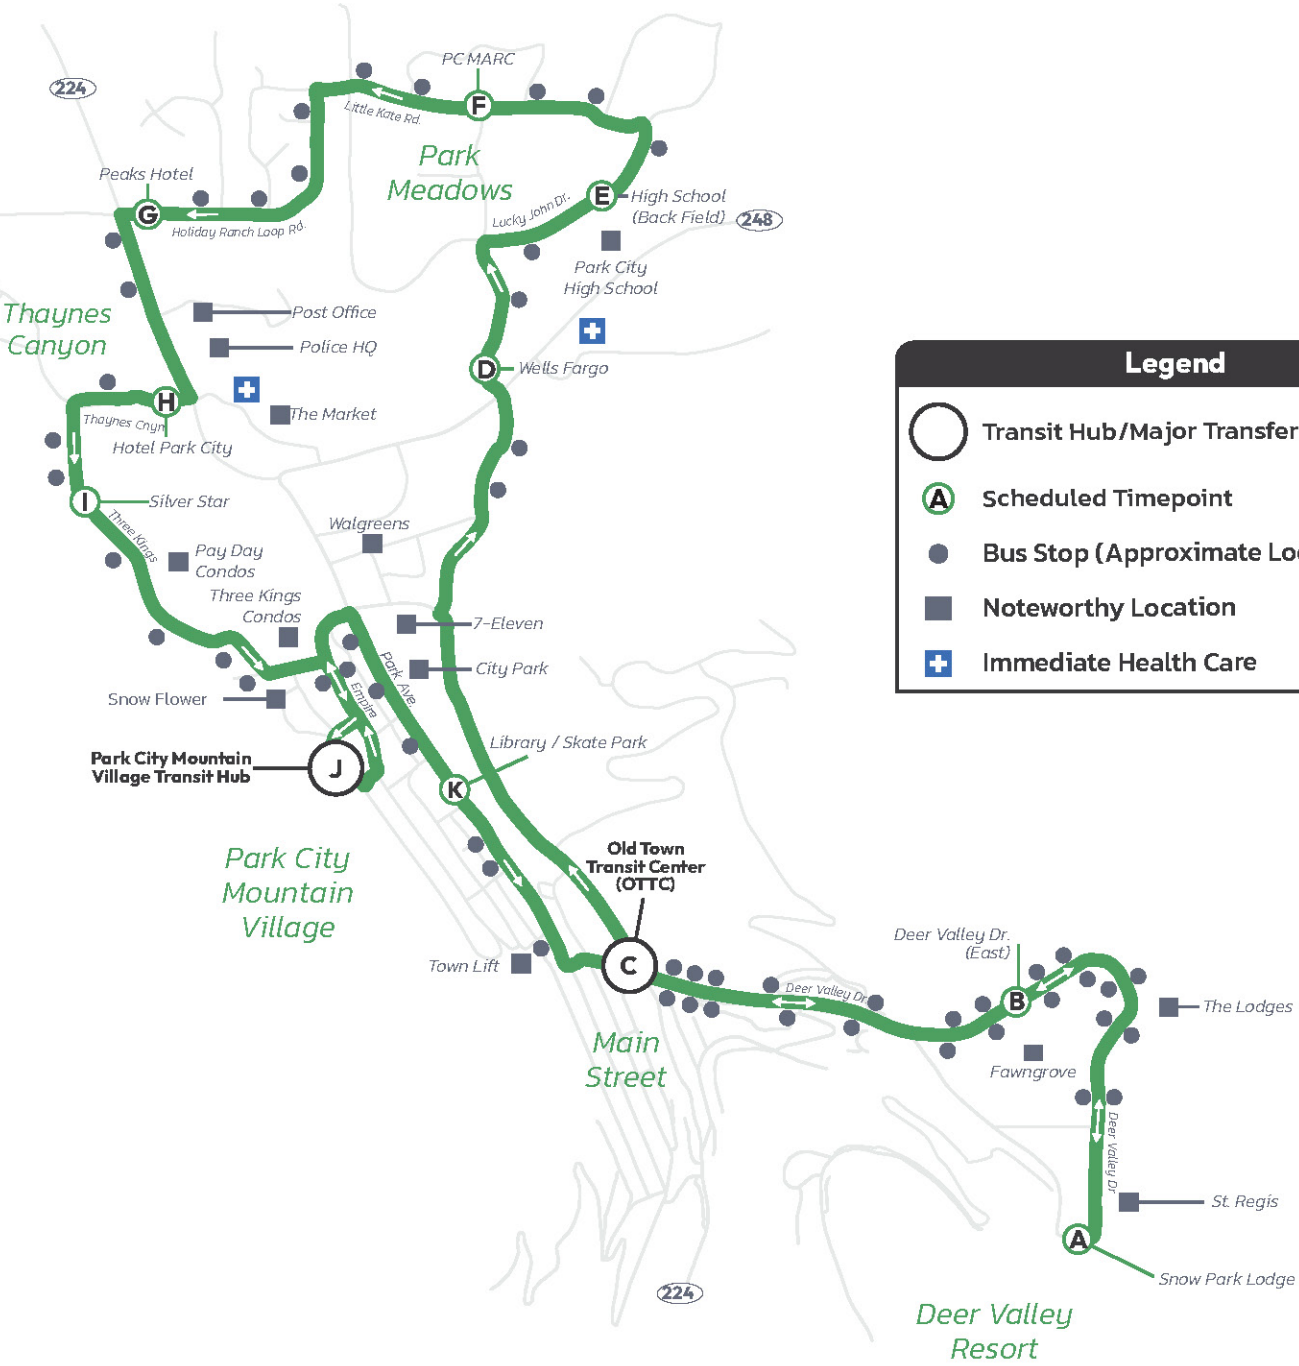 224
PC MARC
F
Little Kate Rd.
Park
Meadows
Peaks Hotel
G
Holiday Ranch Loop Rd.
E
High School
(Back Field)
248
Lucky John Dr.
Park City
High School
Thaynes
Canyon
Post Office
Police HQ
D
Wells Fargo
H
The Market
Thaynes Cnyn
Hotel Park City
I
Silver Star
Three Kings
Walgreens
Pay Day
Condos
Three Kings
Condos
7-Eleven
City Park
Park Ave.
Empire
Snow Flower
Park City Mountain
Village Transit Hub
J
Library / Skate Park
K
Park City
Mountain
Village
Old Town
Transit Center
(OTTC)
C
Town Lift
Main
Street
Deer Valley Dr
Deer Valley Dr.
(East)
B
The Lodges
Fawngrove
Deer Valley Dr
St. Regis
A
Snow Park Lodge
224
Deer Valley
Resort
Legend
Transit Hub/Major Transfer
A
Scheduled Timepoint
Bus Stop (Approximate Lo
Noteworthy Location
Immediate Health Care